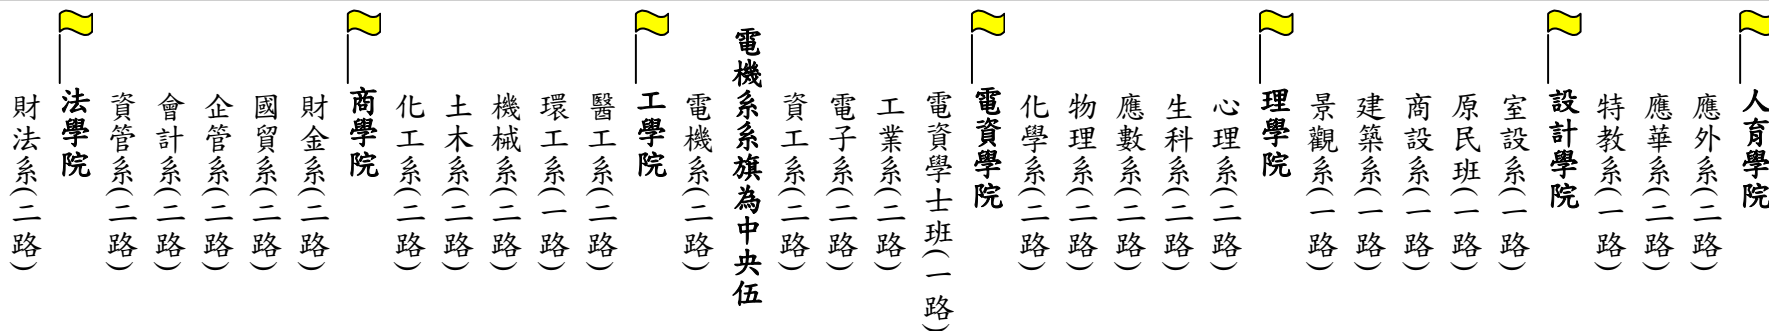 人育學院
應外系(二路)
應華系(二路)
特教系(一路)
設計學院
室設系(一路)
原民班(一路)
商設系(一路)
建築系(一路)
景觀系(一路)
理學院
心理系(二路)
生科系(二路)
應數系(二路)
物理系(二路)
化學系(二路)
電資學院
電資學士班(一路)
工業系(二路)
電子系(二路)
資工系(二路)
電機系系旗為中央伍
電機系(二路)
工學院
醫工系(二路)
環工系(一路)
機械系(二路)
土木系(二路)
化工系(二路)
商學院
財金系(二路)
國貿系(二路)
企管系(二路)
會計系(二路)
資管系(二路)
法學院
財法系(二路)